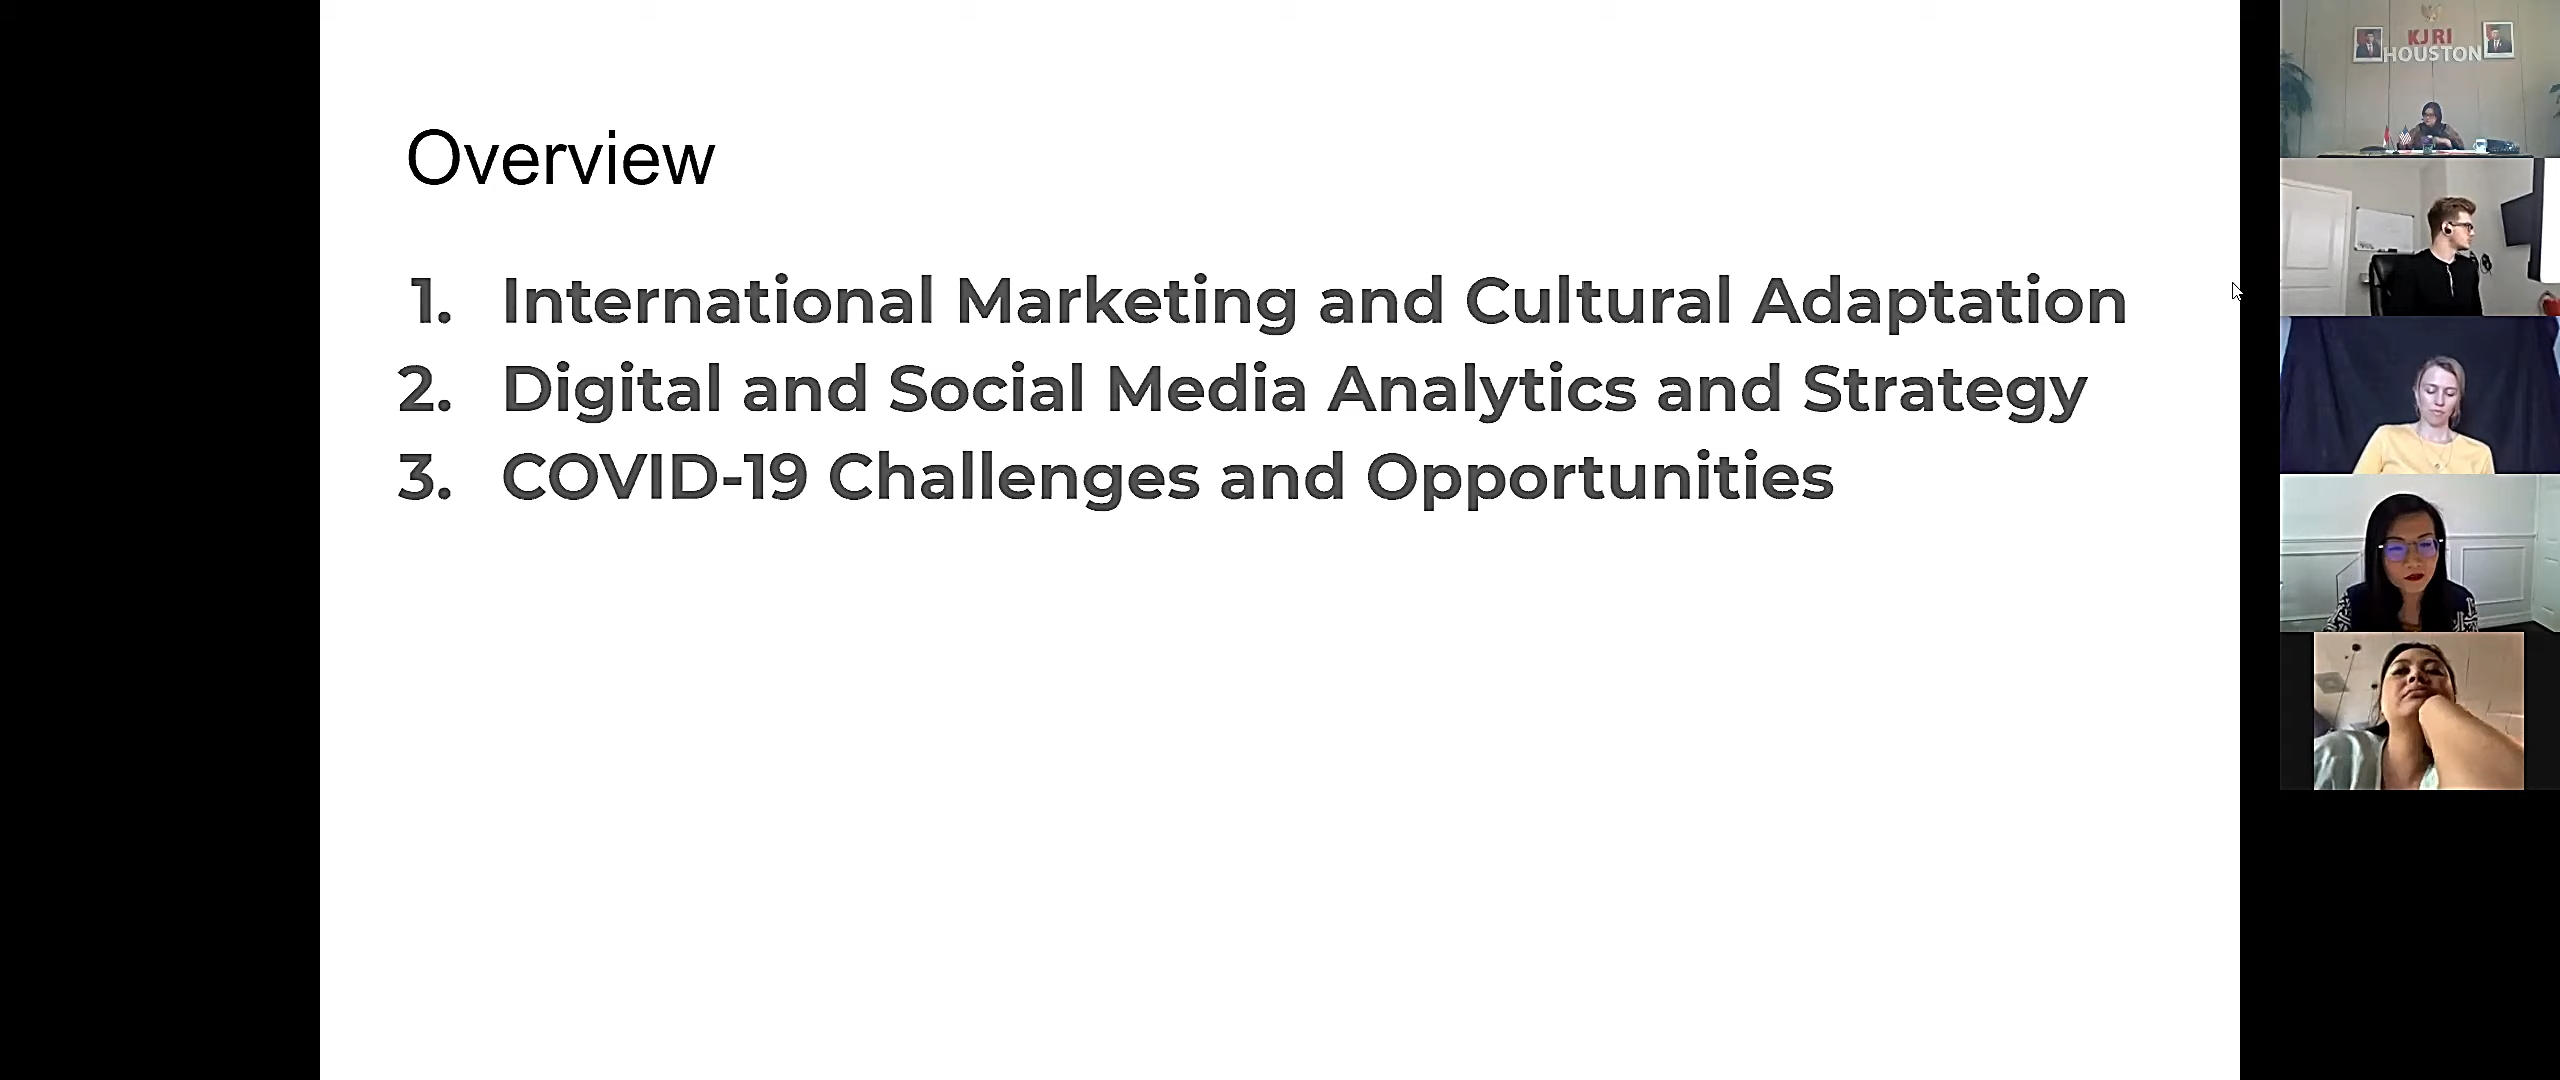 Overview
1. International Marketing and Cultural Adaptation
2. Digital and Social Media Analytics and Strategy
3. COVID-19 Challenges and Opportunities
KJRI
HOUSTON